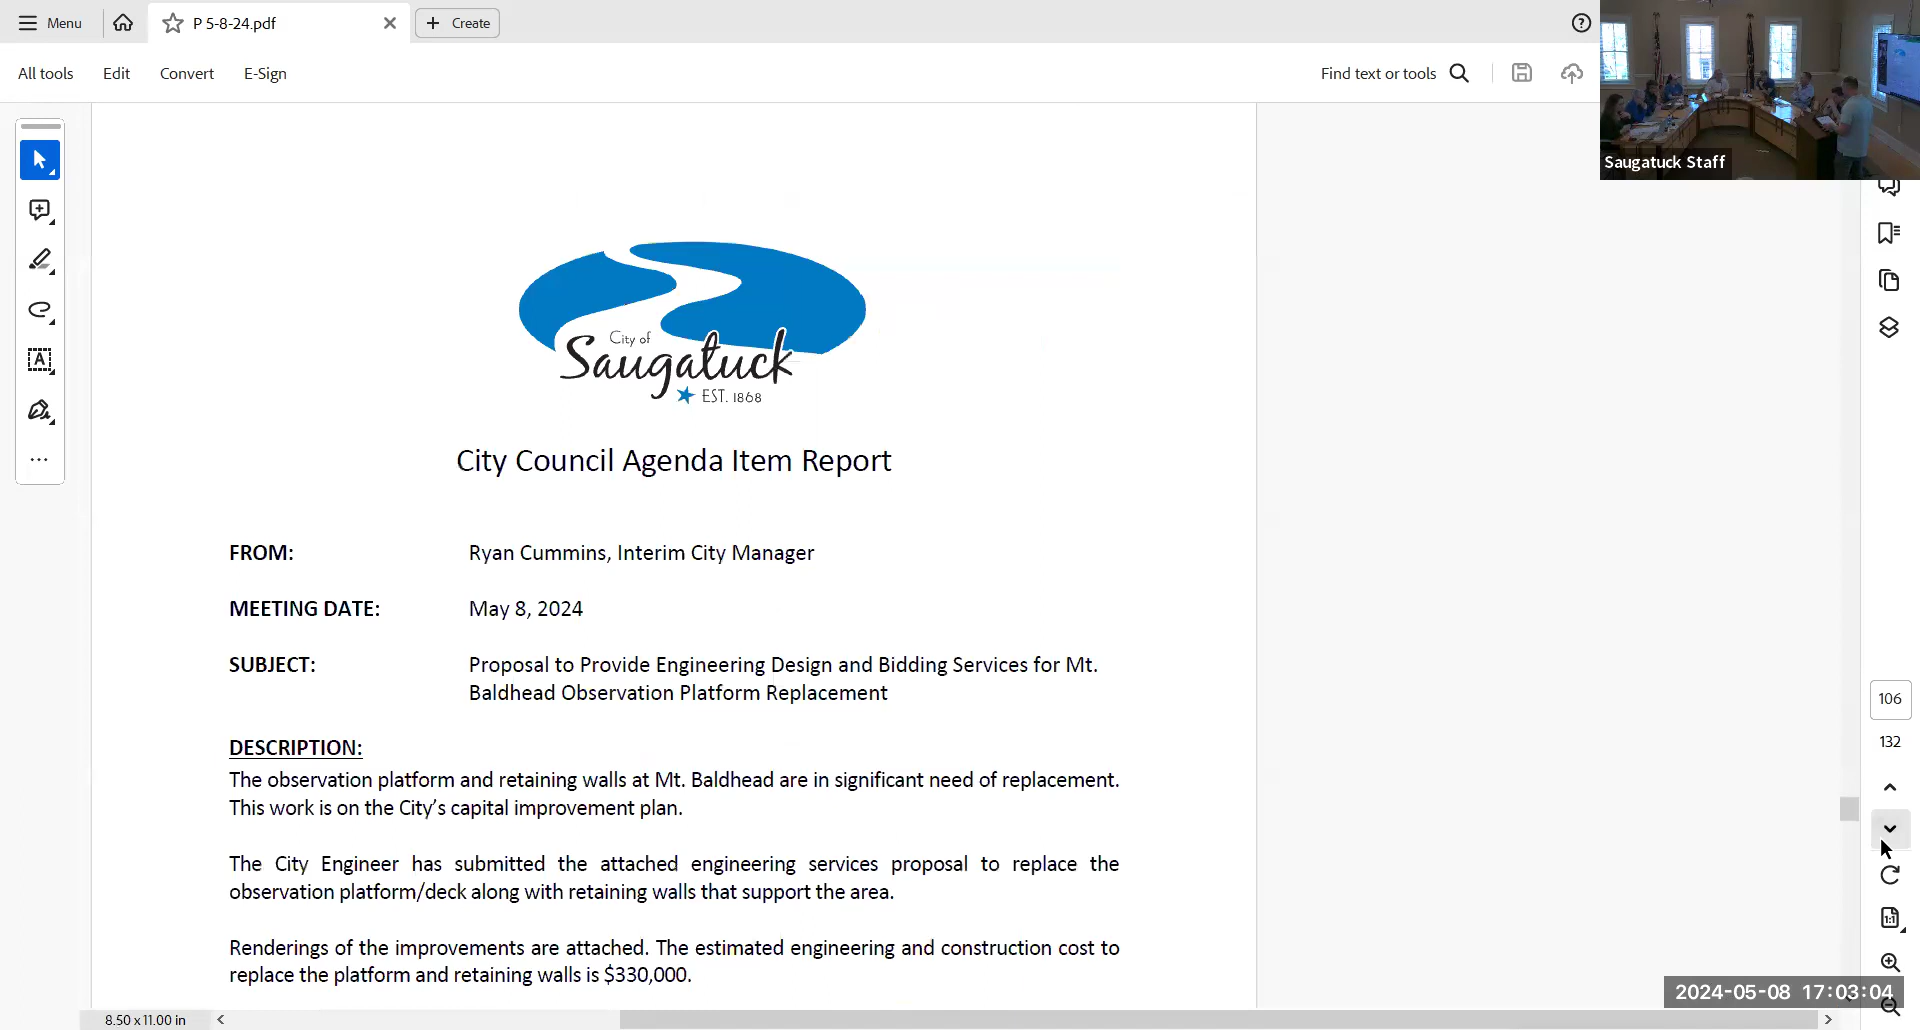 Menu
P 5-8-24.pdf
Create
All tools
Edit
Convert
E-Sign
Find text or tools
Saugatuck Staff
City of
Saugatuck
EST. 1868
City Council Agenda Item Report
FROM: Ryan Cummins, Interim City Manager
MEETING DATE: May 8, 2024
SUBJECT: Proposal to Provide Engineering Design and Bidding Services for Mt.
Baldhead Observation Platform Replacement
DESCRIPTION:
The observation platform and retaining walls at Mt. Baldhead are in significant need of replacement.
This work is on the City's capital improvement plan.
The City Engineer has submitted the attached engineering services proposal to replace the
observation platform/deck along with retaining walls that support the area.
Renderings of the improvements are attached. The estimated engineering and construction cost to
replace the platform and retaining walls is $330,000.
106
132
2024-05-08 17:03:04
8.50 x 11.00 in